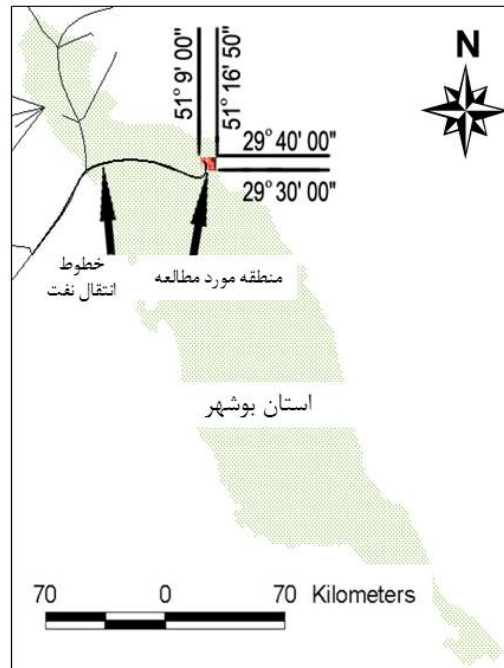 51° 9' 00"
51° 16' 50"
N
29° 40' 00"
29° 30' 00"
خطوط
انتقال نفت
منطقه مورد مطالعه
استان بوشهر
70 0 70 Kilometers